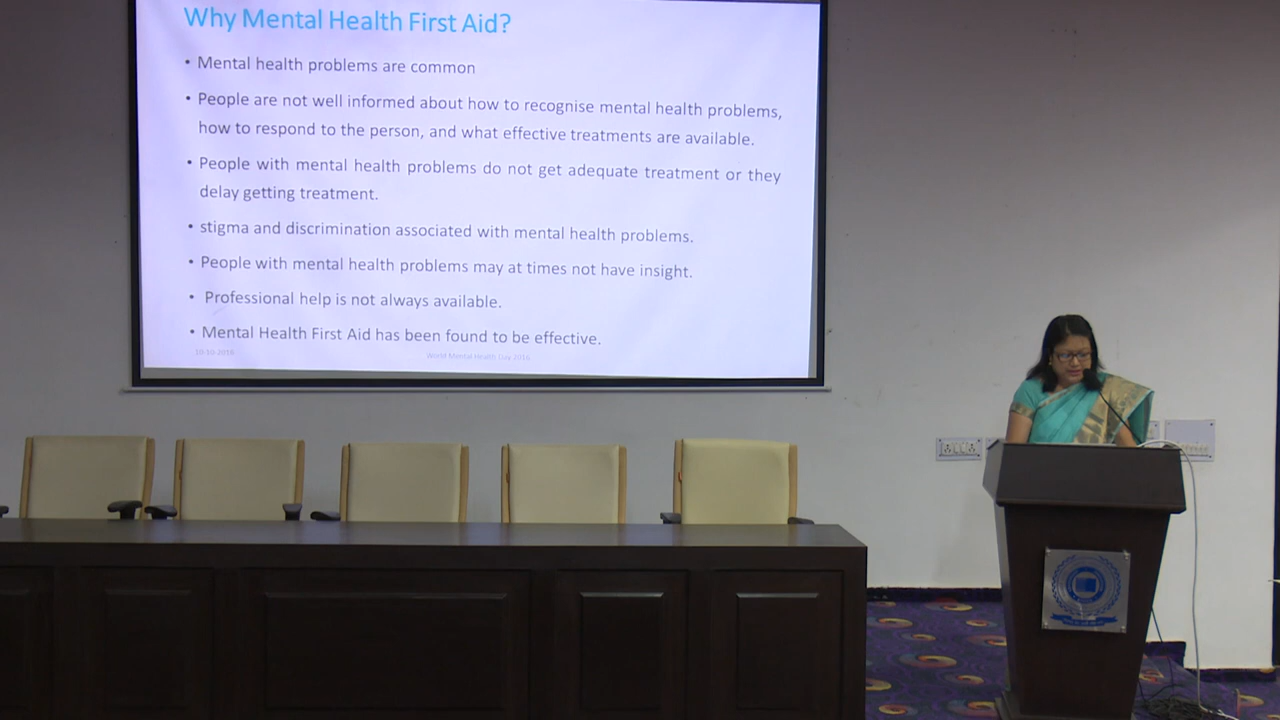 Why Mental Health First Aid?
• Mental health problems are common
• People are not well informed about how to recognise mental health problems,
how to respond to the person, and what effective treatments are available.
• People with mental health problems do not get adequate treatment or they
delay getting treatment.
• stigma and discrimination associated with mental health problems.
• People with mental health problems may at times not have insight.
• Professional help is not always available.
• Mental Health First Aid has been found to be effective.
10-10-2016 World Mental Health Day 2016